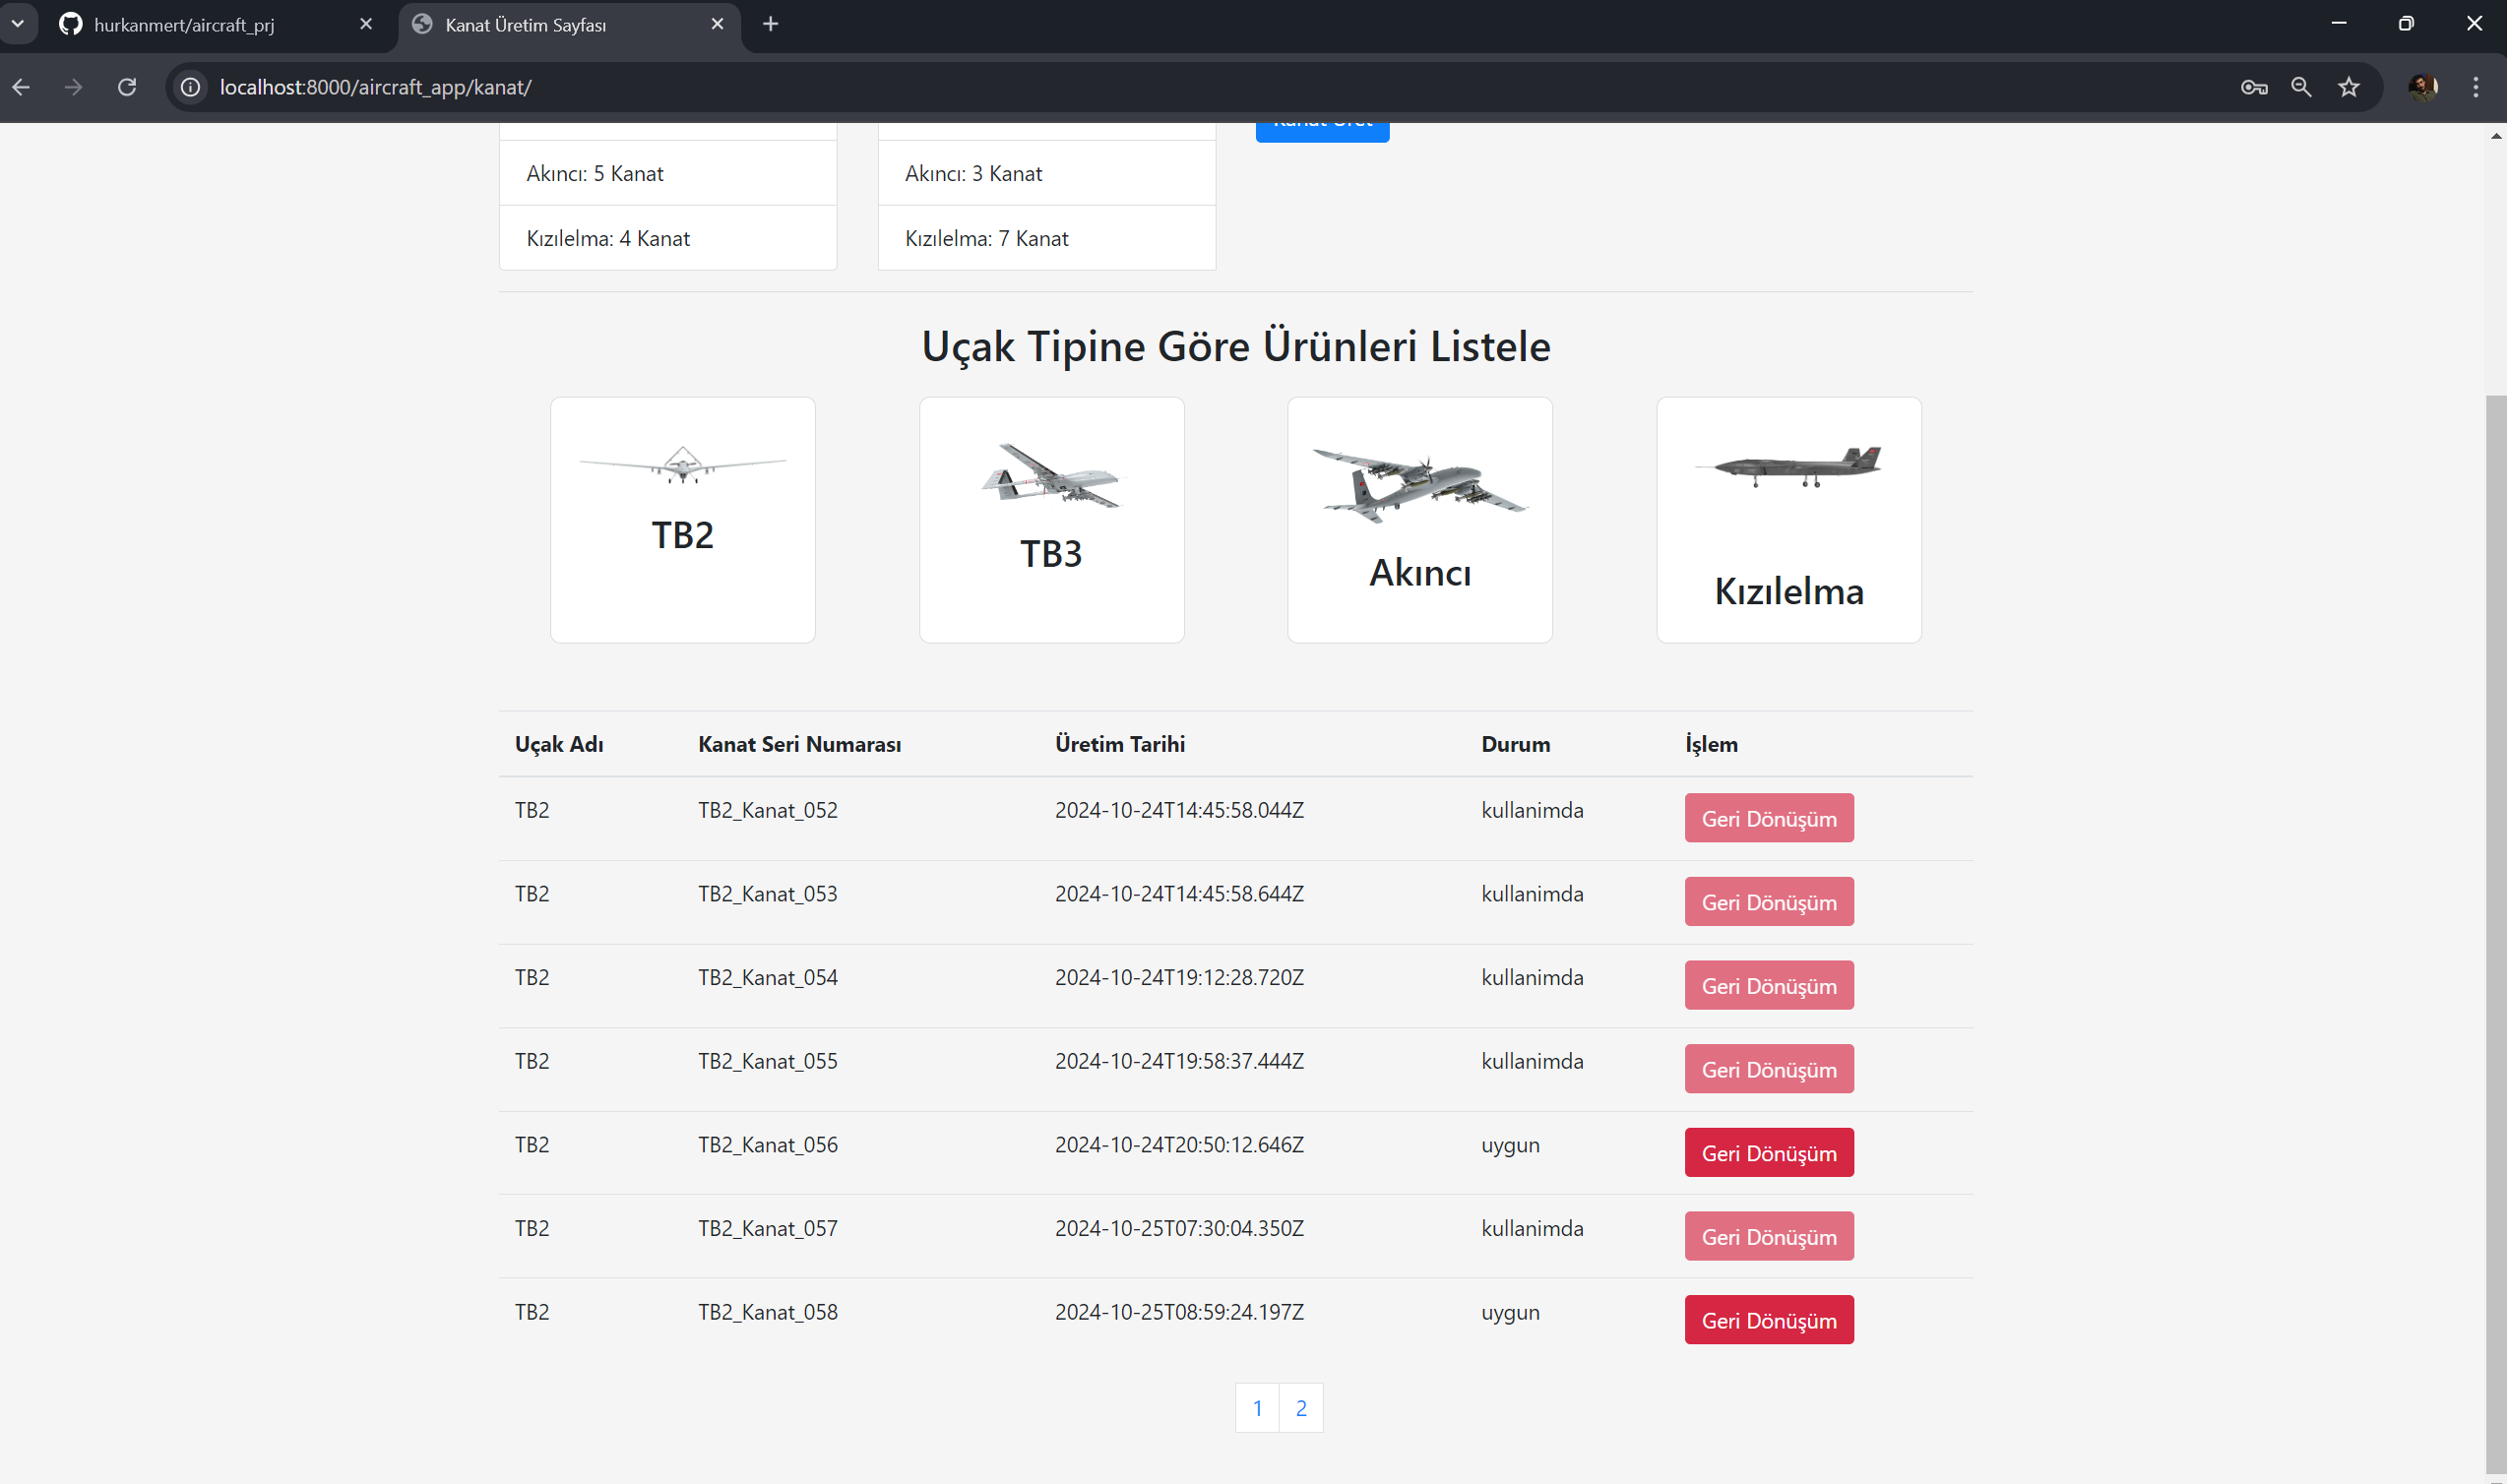 hurkanmert/aircraft_prj
Kanat Üretim Sayfası
localhost:8000/aircraft_app/kanat/
Kanat Üret
Akıncı: 5 Kanat
Akıncı: 3 Kanat
Kızılelma: 4 Kanat
Kızılelma: 7 Kanat
Uçak Tipine Göre Ürünleri Listele
TB2
TB3
Akıncı
Kızılelma
Uçak Adı Kanat Seri Numarası Üretim Tarihi Durum İşlem
TB2 TB2_Kanat_052 2024-10-24T14:45:58.044Z kullanimda Geri Dönüşüm
TB2 TB2_Kanat_053 2024-10-24T14:45:58.644Z kullanimda Geri Dönüşüm
TB2 TB2_Kanat_054 2024-10-24T19:12:28.720Z kullanimda Geri Dönüşüm
TB2 TB2_Kanat_055 2024-10-24T19:58:37.444Z kullanimda Geri Dönüşüm
TB2 TB2_Kanat_056 2024-10-24T20:50:12.646Z uygun Geri Dönüşüm
TB2 TB2_Kanat_057 2024-10-25T07:30:04.350Z kullanimda Geri Dönüşüm
TB2 TB2_Kanat_058 2024-10-25T08:59:24.197Z uygun Geri Dönüşüm
1 2